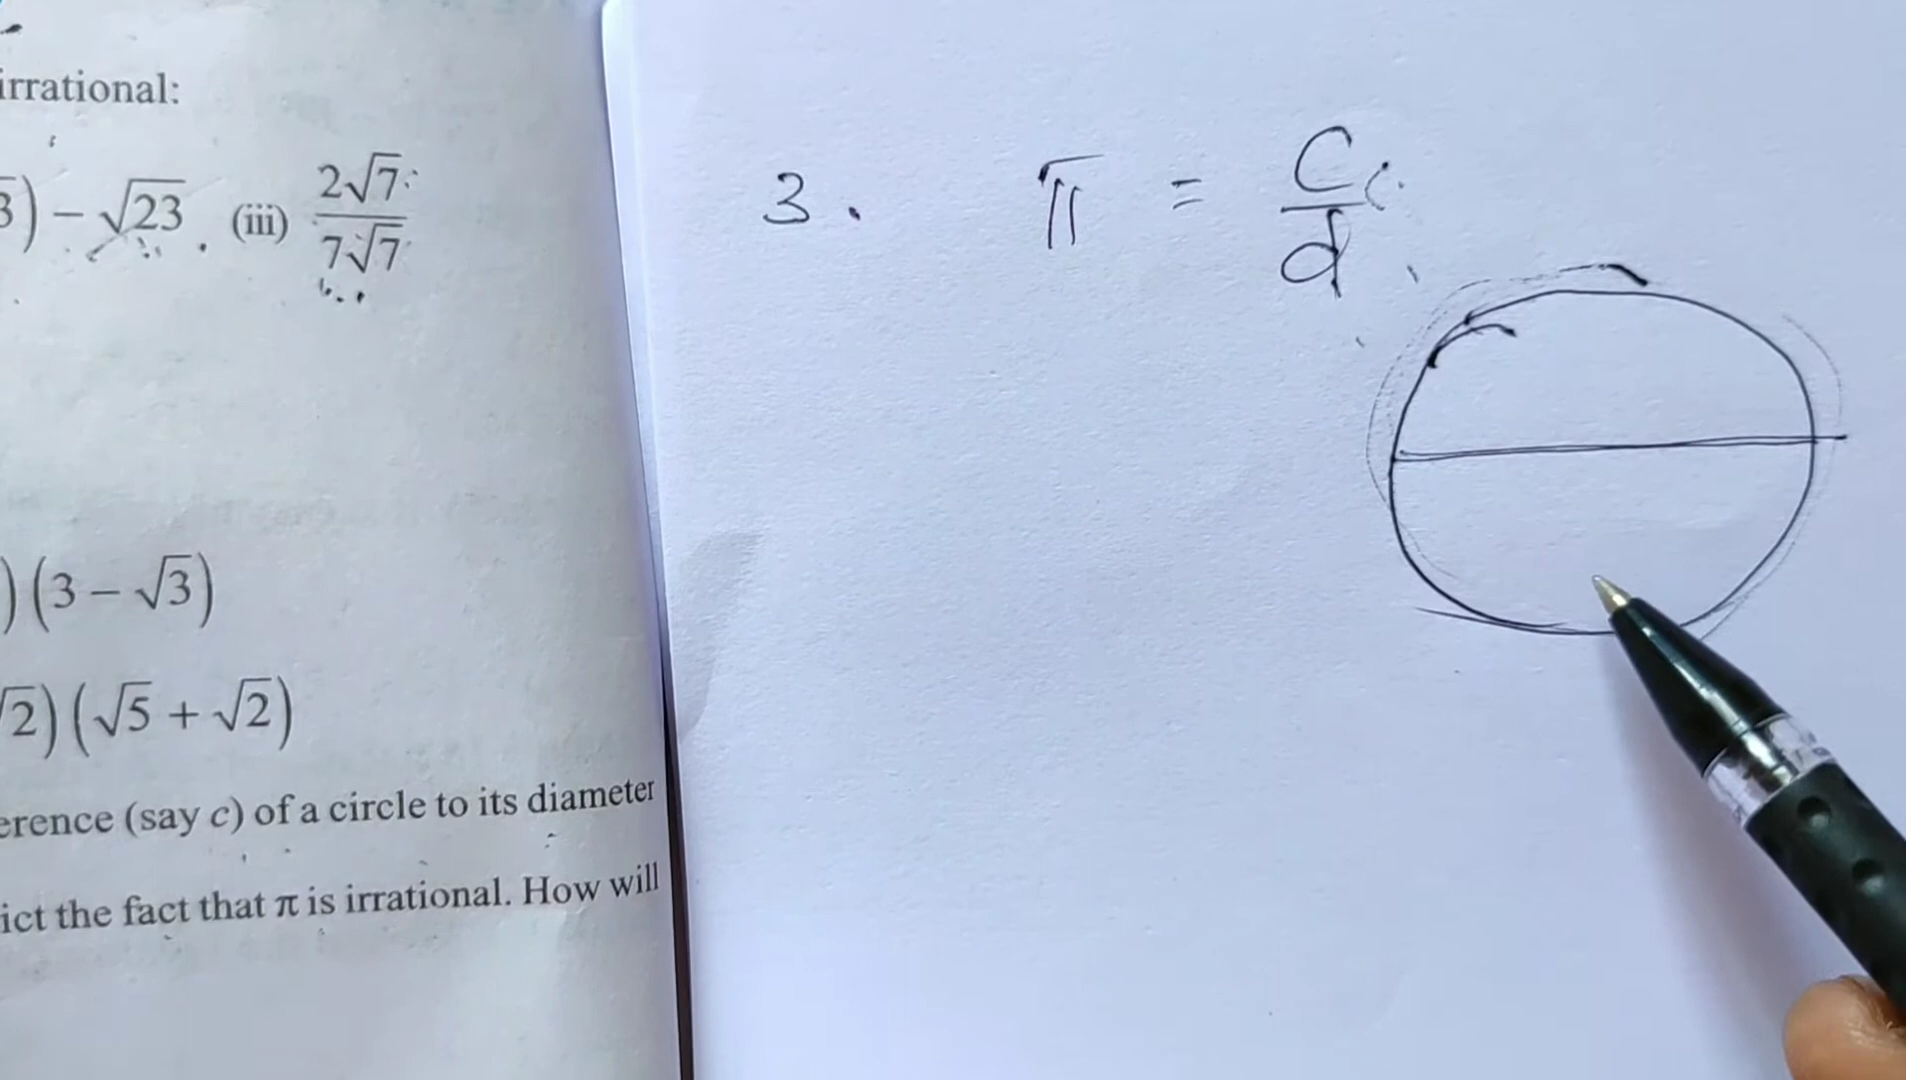 irrational:
3) − √23 . (iii) 2√7 / 7√7
) (3 − √3)
√2) (√5 + √2)
erence (say c) of a circle to its diameter
ict the fact that π is irrational. How will
3. π = C / d